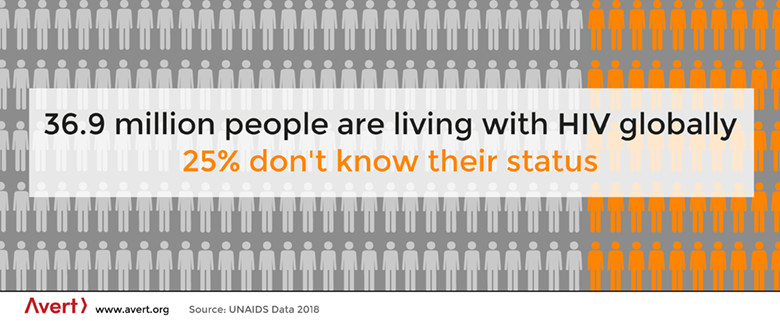 36.9 million people are living with HIV globally
25% don't know their status
Avert www.avert.org Source: UNAIDS Data 2018